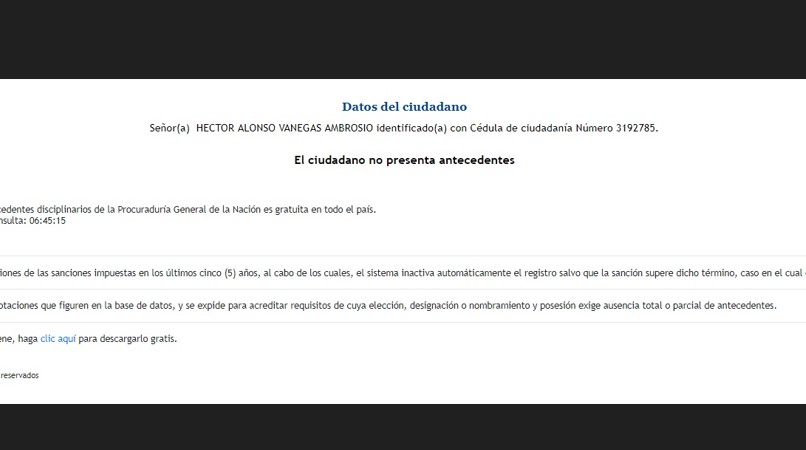 Datos del ciudadano
Señor(a) HECTOR ALONSO VANEGAS AMBROSIO identificado(a) con Cédula de ciudadanía Número 3192785.
El ciudadano no presenta antecedentes
cedentes disciplinarios de la Procuraduría General de la Nación es gratuita en todo el país.
nsulta: 06:45:15
iones de las sanciones impuestas en los últimos cinco (5) años, al cabo de los cuales, el sistema inactiva automáticamente el registro salvo que la sanción supere dicho término, caso en el cual
otaciones que figuren en la base de datos, y se expide para acreditar requisitos de cuya elección, designación o nombramiento y posesión exige ausencia total o parcial de antecedentes.
ene, haga clic aquí para descargarlo gratis.
reservados